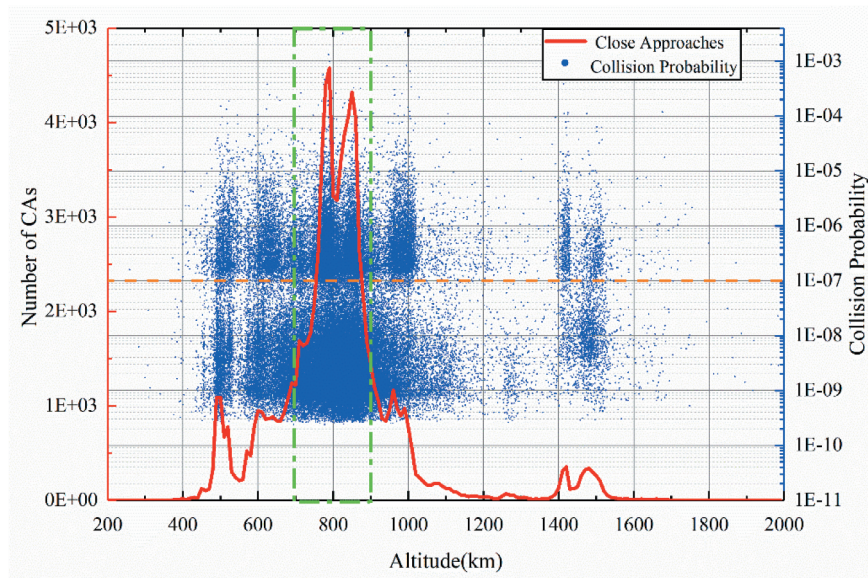 5E+03
4E+03
3E+03
2E+03
1E+03
0E+00
Number of CAs
Close Approaches
Collision Probability
1E-03
1E-04
1E-05
1E-06
1E-07
1E-08
1E-09
1E-10
1E-11
Collision Probability
200 400 600 800 1000 1200 1400 1600 1800 2000
Altitude(km)